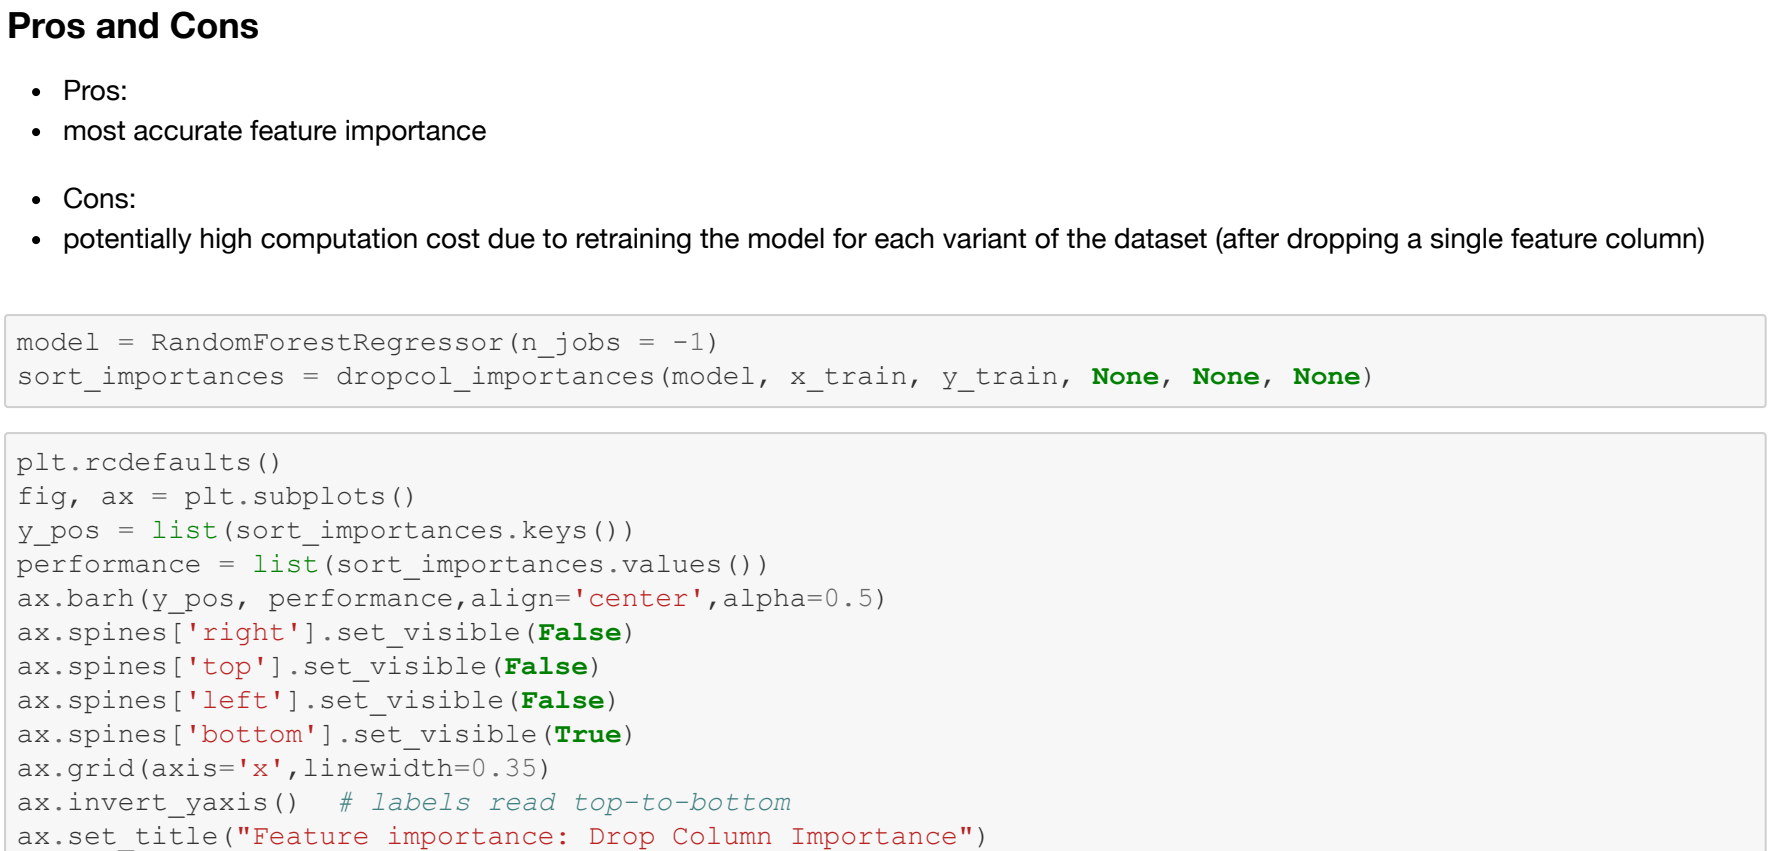 Pros and Cons
• Pros:
• most accurate feature importance
• Cons:
• potentially high computation cost due to retraining the model for each variant of the dataset (after dropping a single feature column)
model = RandomForestRegressor(n_jobs = -1)
sort_importances = dropcol_importances(model, x_train, y_train, None, None, None)
plt.rcdefaults()
fig, ax = plt.subplots()
y_pos = list(sort_importances.keys())
performance = list(sort_importances.values())
ax.barh(y_pos, performance,align='center',alpha=0.5)
ax.spines['right'].set_visible(False)
ax.spines['top'].set_visible(False)
ax.spines['left'].set_visible(False)
ax.spines['bottom'].set_visible(True)
ax.grid(axis='x',linewidth=0.35)
ax.invert_yaxis()  # labels read top-to-bottom
ax.set_title("Feature importance: Drop Column Importance")